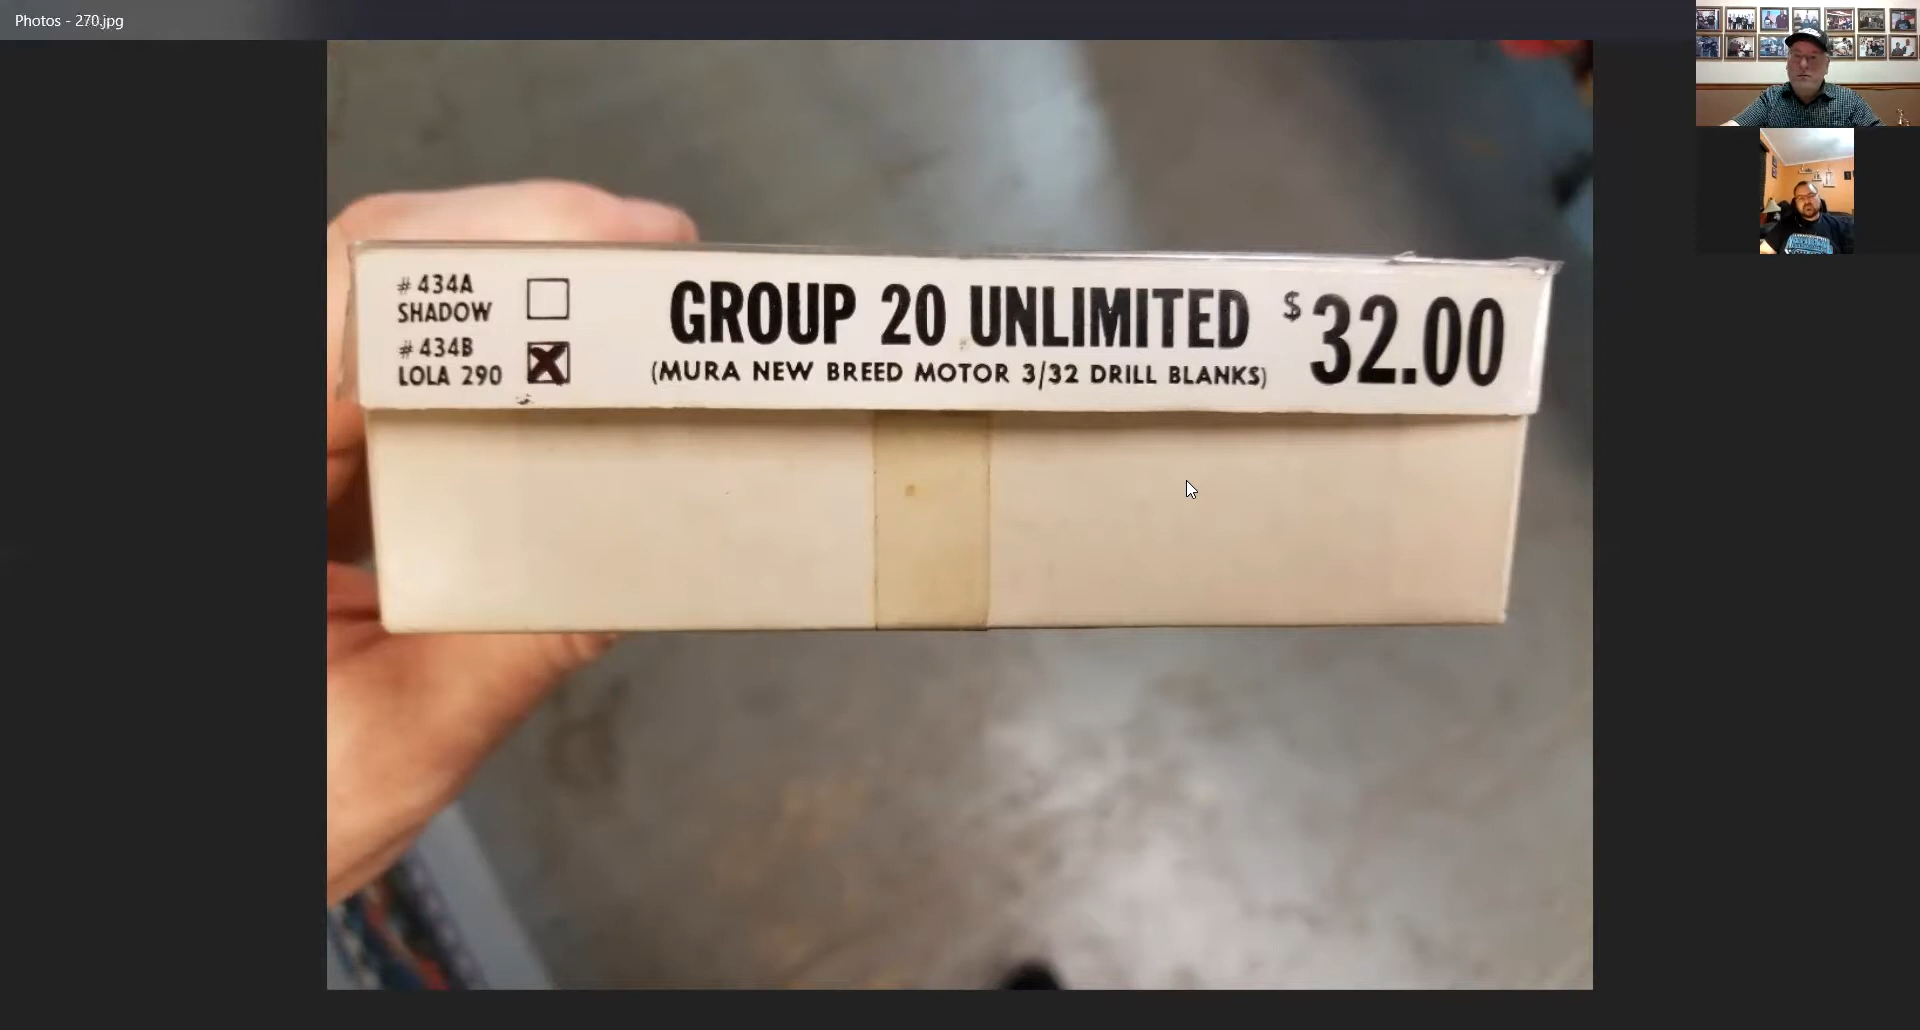 Photos - 270.jpg
# 434A
SHADOW
# 434B
LOLA 290
GROUP 20 UNLIMITED
(MURA NEW BREED MOTOR 3/32 DRILL BLANKS)
$32.00